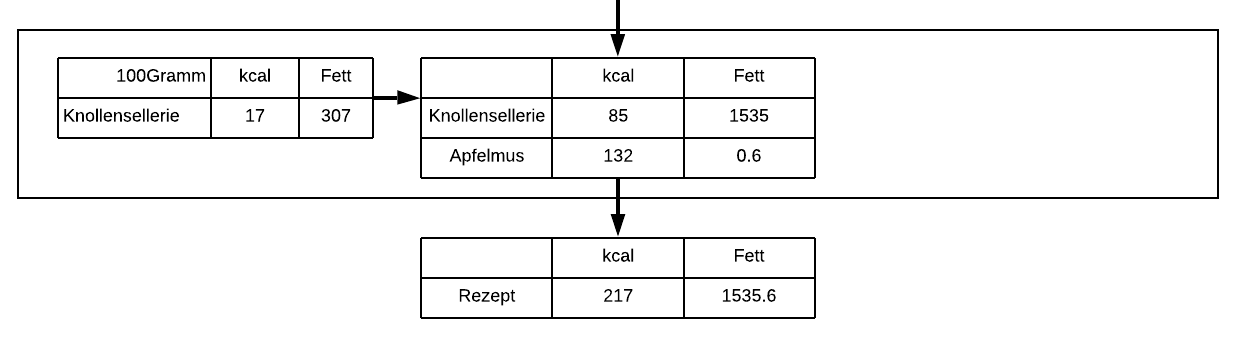 100Gramm kcal Fett
Knollensellerie 17 307
kcal Fett
Knollensellerie 85 1535
Apfelmus 132 0.6
kcal Fett
Rezept 217 1535.6